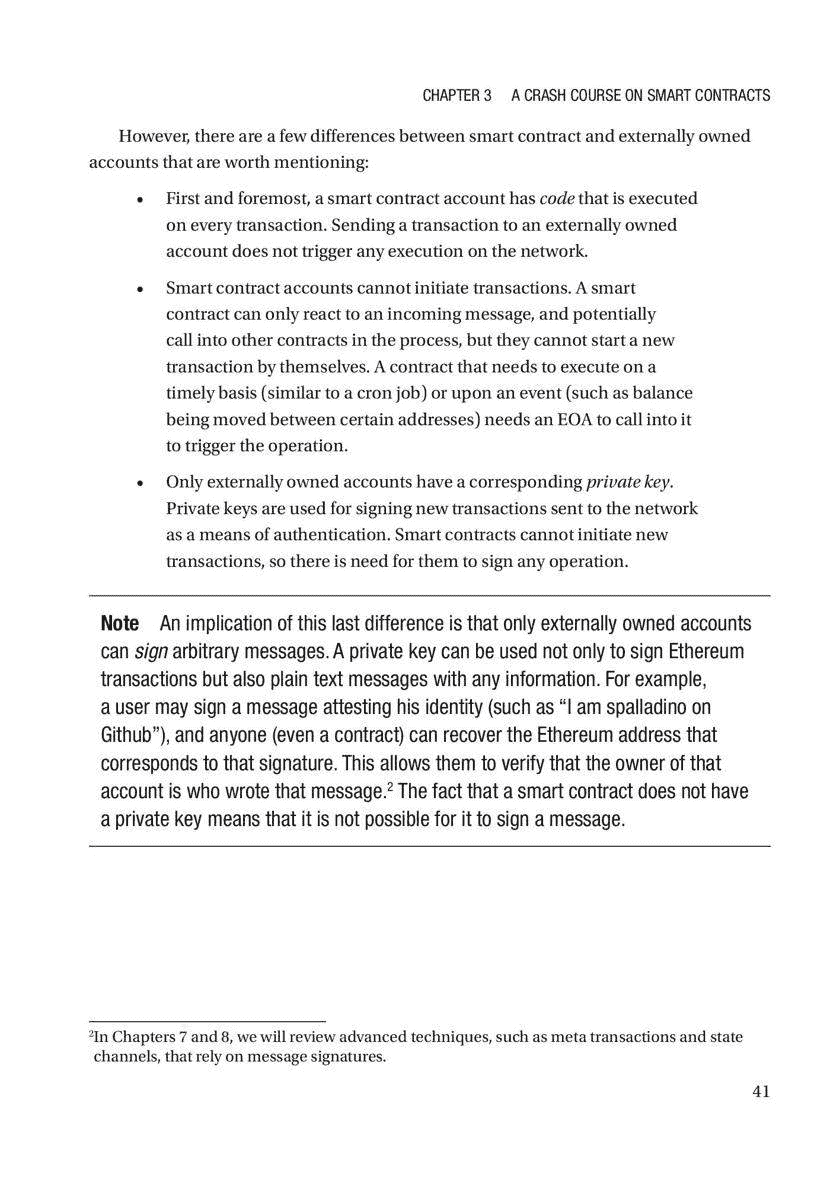 CHAPTER 3 A CRASH COURSE ON SMART CONTRACTS
However, there are a few differences between smart contract and externally owned
accounts that are worth mentioning:
• First and foremost, a smart contract account has code that is executed
on every transaction. Sending a transaction to an externally owned
account does not trigger any execution on the network.
• Smart contract accounts cannot initiate transactions. A smart
contract can only react to an incoming message, and potentially
call into other contracts in the process, but they cannot start a new
transaction by themselves. A contract that needs to execute on a
timely basis (similar to a cron job) or upon an event (such as balance
being moved between certain addresses) needs an EOA to call into it
to trigger the operation.
• Only externally owned accounts have a corresponding private key.
Private keys are used for signing new transactions sent to the network
as a means of authentication. Smart contracts cannot initiate new
transactions, so there is need for them to sign any operation.
Note An implication of this last difference is that only externally owned accounts
can sign arbitrary messages. A private key can be used not only to sign Ethereum
transactions but also plain text messages with any information. For example,
a user may sign a message attesting his identity (such as “I am spalladino on
Github”), and anyone (even a contract) can recover the Ethereum address that
corresponds to that signature. This allows them to verify that the owner of that
account is who wrote that message.² The fact that a smart contract does not have
a private key means that it is not possible for it to sign a message.
²In Chapters 7 and 8, we will review advanced techniques, such as meta transactions and state
channels, that rely on message signatures.
41